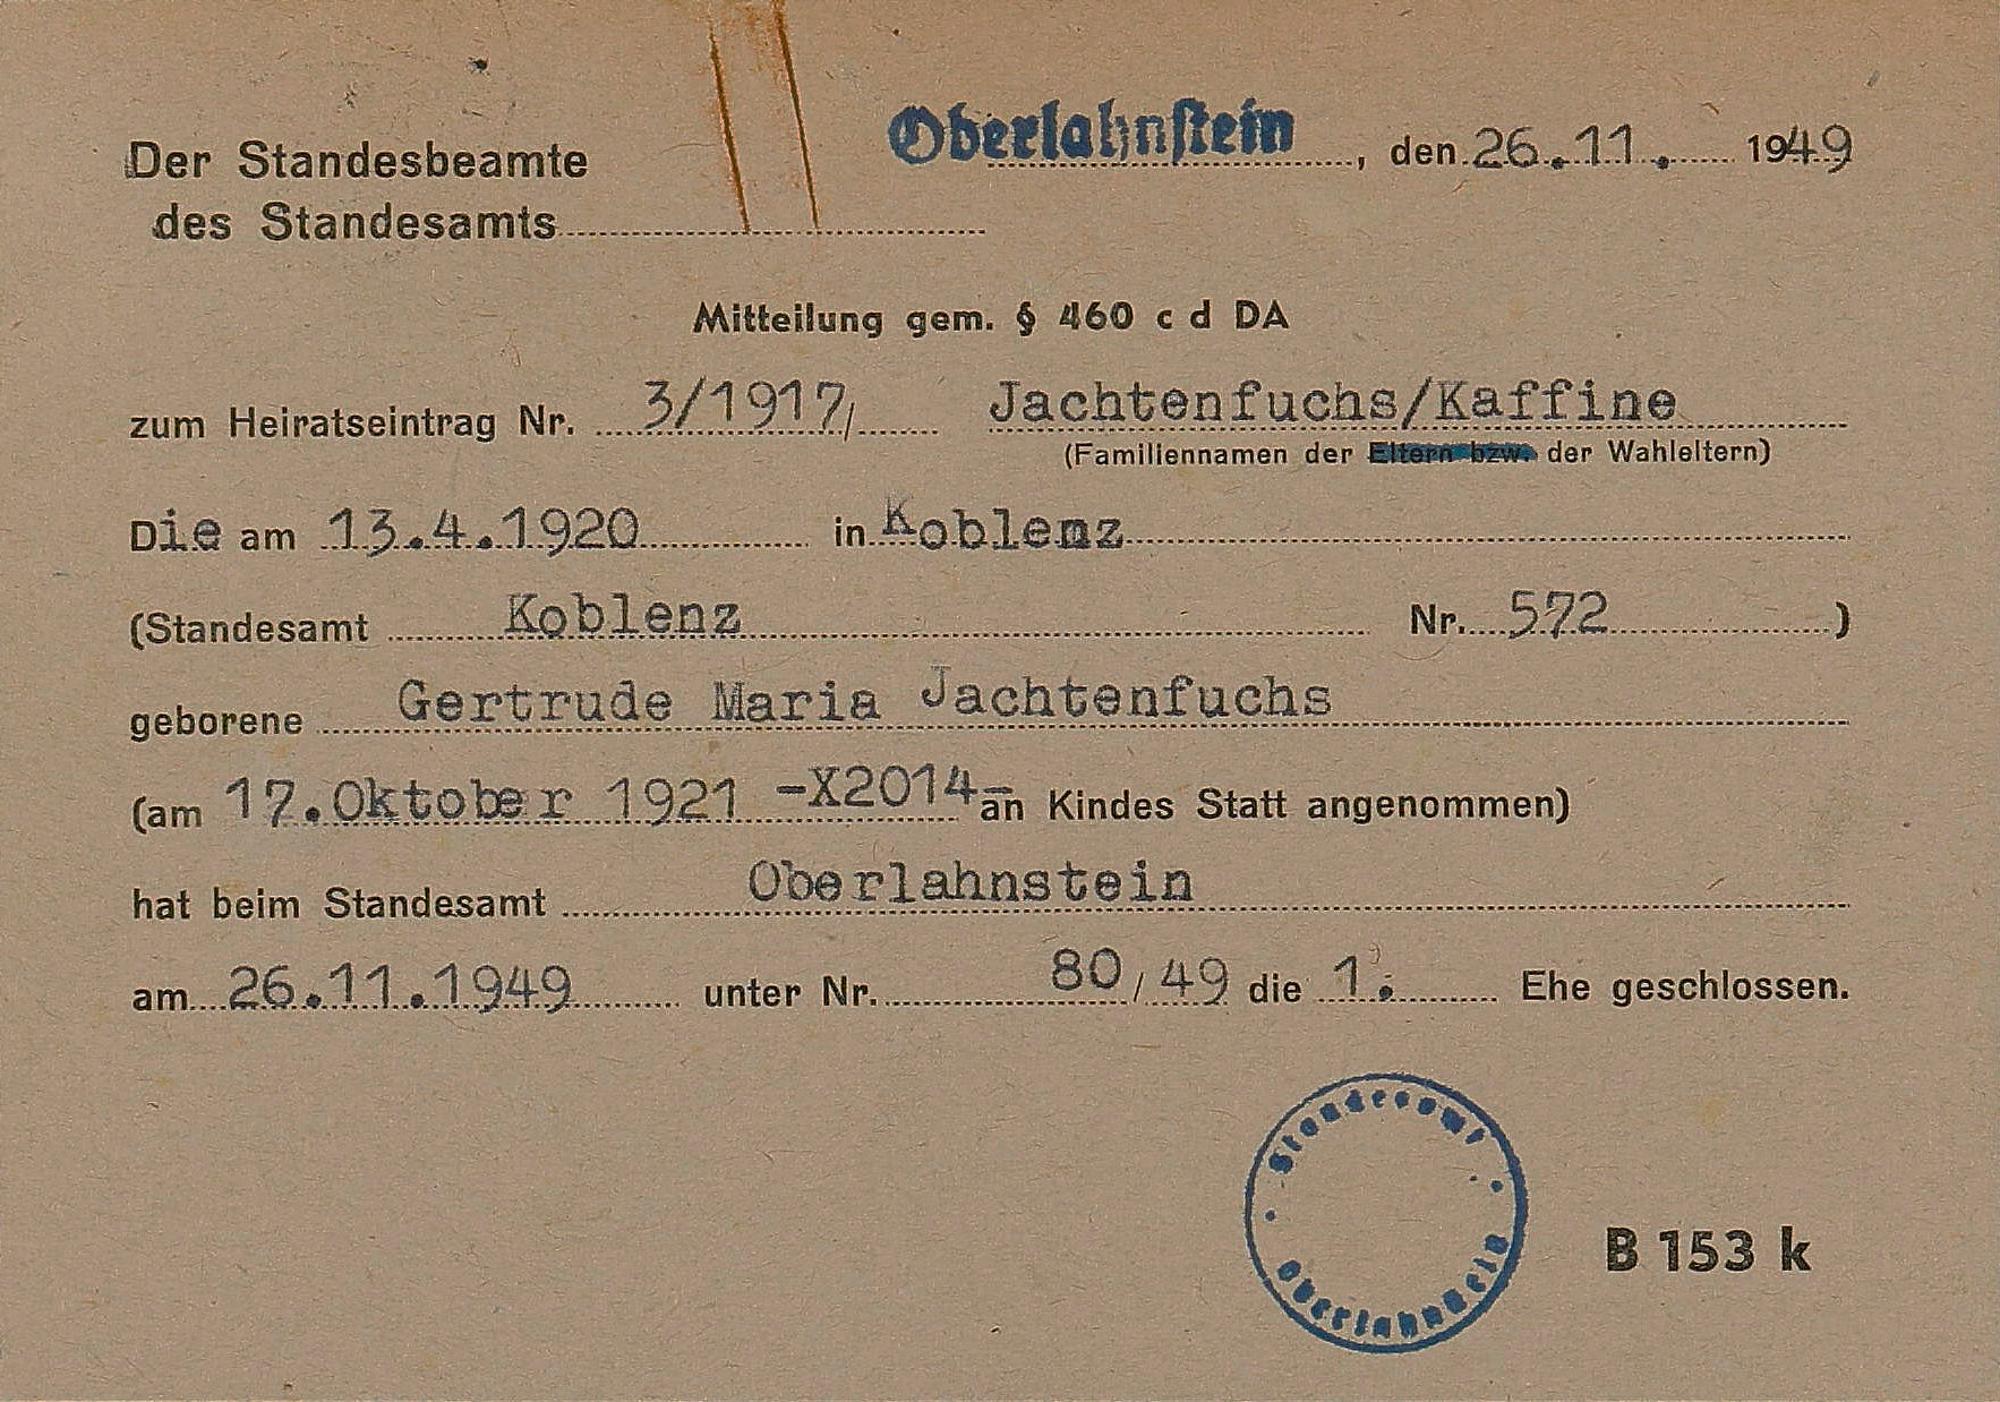 Oberlahnstein, den 26.11. 1949
Der Standesbeamte
des Standesamts
Mitteilung gem. § 460 c d DA
zum Heiratseintrag Nr. 3/1917/ Jachtenfuchs/Kaffine
(Familiennamen der Eltern bzw. der Wahleltern)
Die am 13.4.1920 in Koblenz
(Standesamt Koblenz Nr. 572 )
geborene Gertrude Maria Jachtenfuchs
(am 17.Oktober 1921 -X2014- an Kindes Statt angenommen)
hat beim Standesamt Oberlahnstein
am 26.11.1949 unter Nr. 80/49 die 1. Ehe geschlossen.
Standesamt
Oberlahnstein
B 153 k